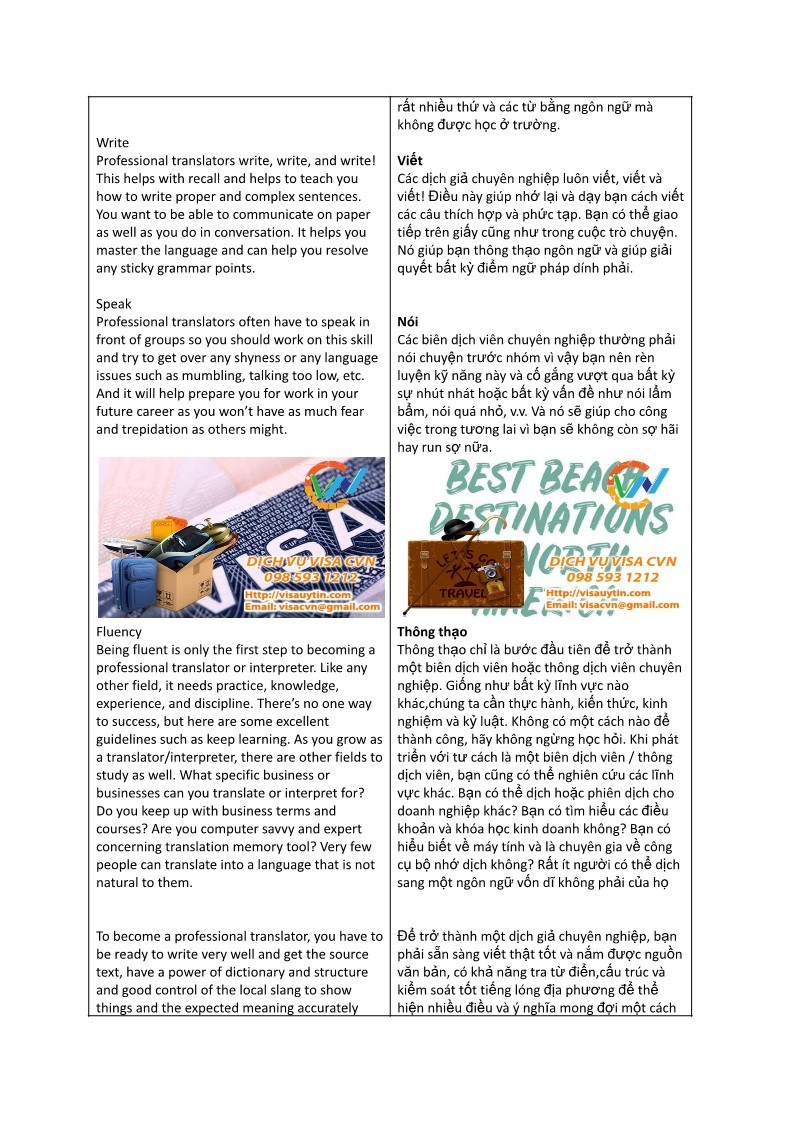 Write
Professional translators write, write, and write!
This helps with recall and helps to teach you
how to write proper and complex sentences.
You want to be able to communicate on paper
as well as you do in conversation. It helps you
master the language and can help you resolve
any sticky grammar points.
Speak
Professional translators often have to speak in
front of groups so you should work on this skill
and try to get over any shyness or any language
issues such as mumbling, talking too low, etc.
And it will help prepare you for work in your
future career as you won’t have as much fear
and trepidation as others might.
VISA
CVN
DỊCH VỤ VISA CVN
098 593 1212
Http://visauytin.com
Email: visacvn@gmail.com
Fluency
Being fluent is only the first step to becoming a
professional translator or interpreter. Like any
other field, it needs practice, knowledge,
experience, and discipline. There’s no one way
to success, but here are some excellent
guidelines such as keep learning. As you grow as
a translator/interpreter, there are other fields to
study as well. What specific business or
businesses can you translate or interpret for?
Do you keep up with business terms and
courses? Are you computer savvy and expert
concerning translation memory tool? Very few
people can translate into a language that is not
natural to them.
To become a professional translator, you have to
be ready to write very well and get the source
text, have a power of dictionary and structure
and good control of the local slang to show
things and the expected meaning accurately
rất nhiều thứ và các từ bằng ngôn ngữ mà
không được học ở trường.
Viết
Các dịch giả chuyên nghiệp luôn viết, viết và
viết! Điều này giúp nhớ lại và dạy bạn cách viết
các câu thích hợp và phức tạp. Bạn có thể giao
tiếp trên giấy cũng như trong cuộc trò chuyện.
Nó giúp bạn thông thạo ngôn ngữ và giúp giải
quyết bất kỳ điểm ngữ pháp dính phải.
Nói
Các biên dịch viên chuyên nghiệp thường phải
nói chuyện trước nhóm vì vậy bạn nên rèn
luyện kỹ năng này và cố gắng vượt qua bất kỳ
sự nhút nhát hoặc bất kỳ vấn đề như nói lẩm
bẩm, nói quá nhỏ, v.v. Và nó sẽ giúp cho công
việc trong tương lai vì bạn sẽ không còn sợ hãi
hay run sợ nữa.
BEST BEACH
DESTINATIONS
NORTH
AMERICA
CVN
LET'S GO
TRAVEL
DỊCH VỤ VISA CVN
098 593 1212
Http://visauytin.com
Email: visacvn@gmail.com
Thông thạo
Thông thạo chỉ là bước đầu tiên để trở thành
một biên dịch viên hoặc thông dịch viên chuyên
nghiệp. Giống như bất kỳ lĩnh vực nào
khác,chúng ta cần thực hành, kiến thức, kinh
nghiệm và kỷ luật. Không có một cách nào để
thành công, hãy không ngừng học hỏi. Khi phát
triển với tư cách là một biên dịch viên / thông
dịch viên, bạn cũng có thể nghiên cứu các lĩnh
vực khác. Bạn có thể dịch hoặc phiên dịch cho
doanh nghiệp khác? Bạn có tìm hiểu các điều
khoản và khóa học kinh doanh không? Bạn có
hiểu biết về máy tính và là chuyên gia về công
cụ bộ nhớ dịch không? Rất ít người có thể dịch
sang một ngôn ngữ vốn dĩ không phải của họ
Để trở thành một dịch giả chuyên nghiệp, bạn
phải sẵn sàng viết thật tốt và nắm được nguồn
văn bản, có khả năng tra từ điển,cấu trúc và
kiểm soát tốt tiếng lóng địa phương để thể
hiện nhiều điều và ý nghĩa mong đợi một cách